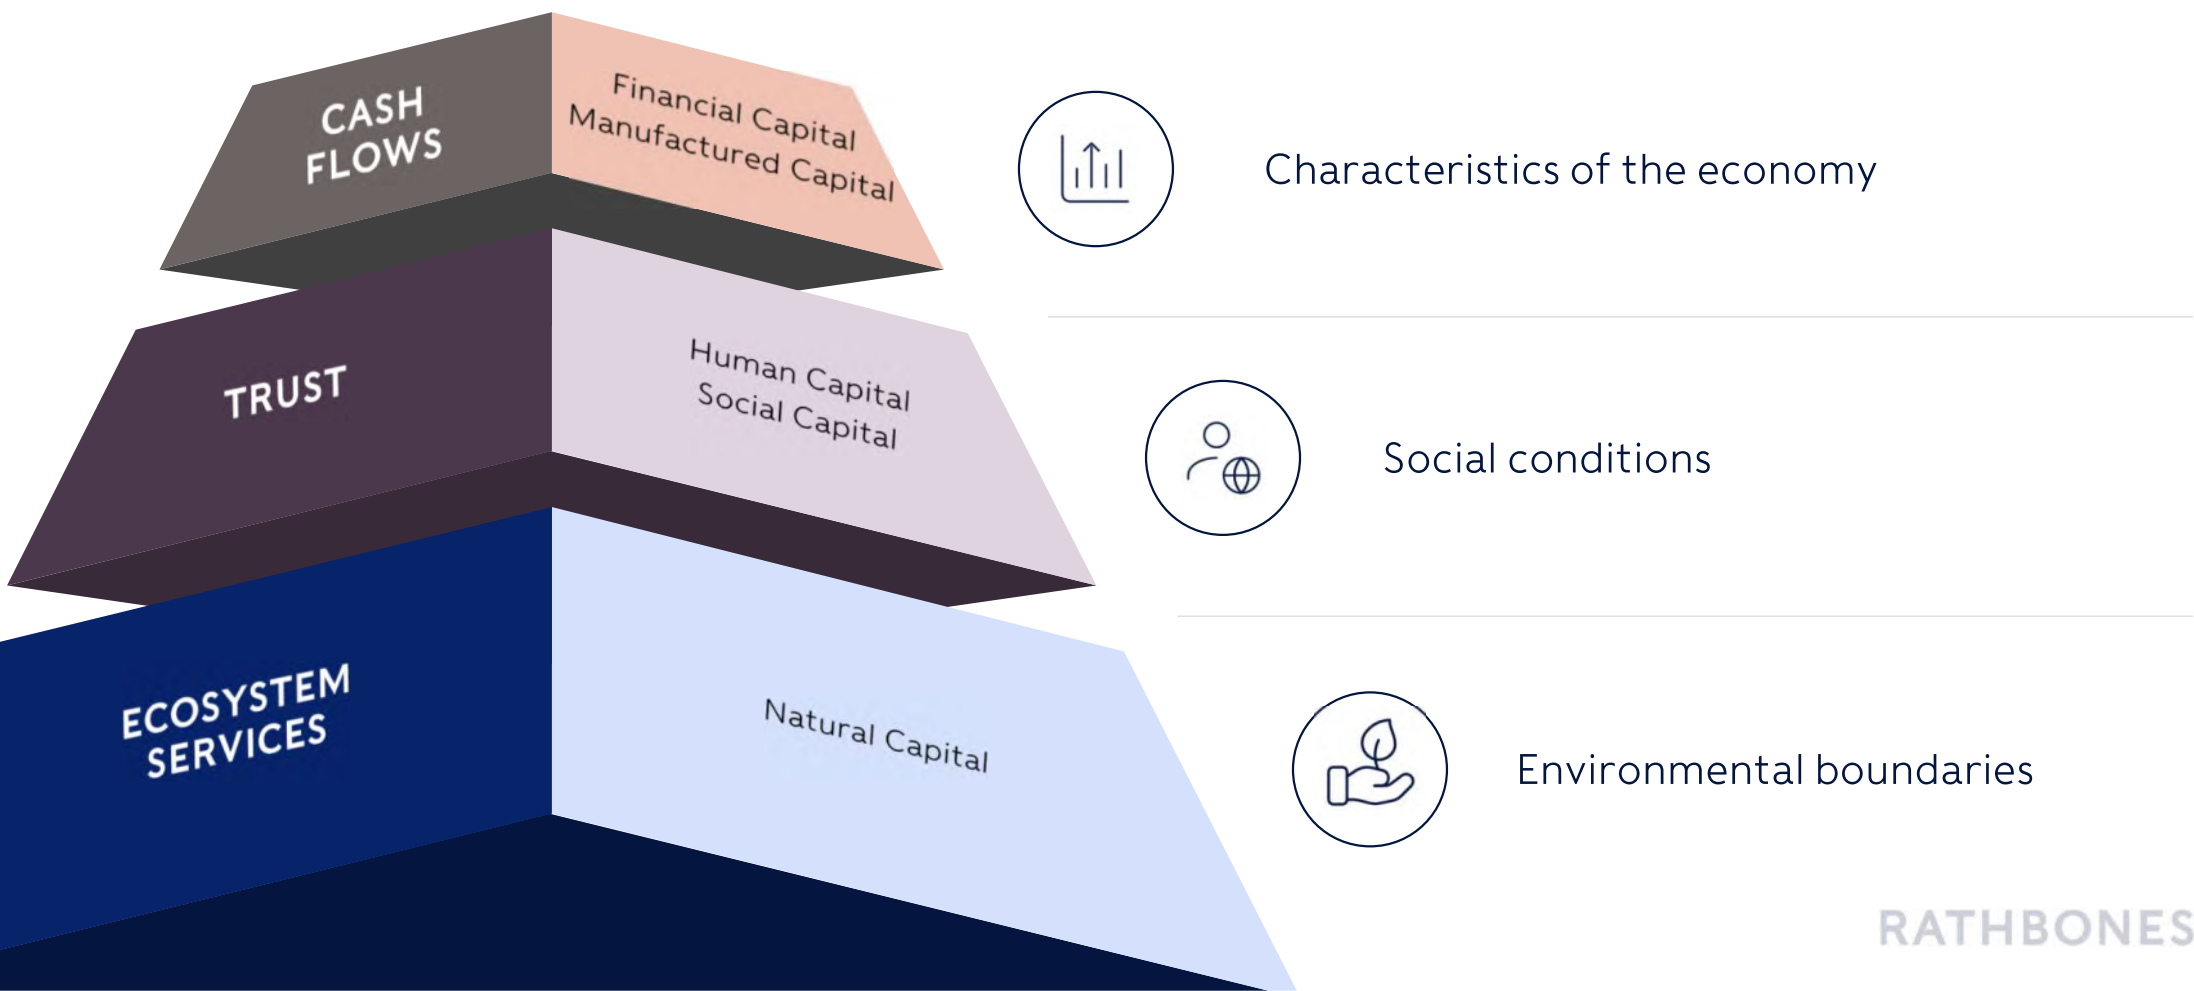 CASH
FLOWS
Financial Capital
Manufactured Capital
Characteristics of the economy
TRUST
Human Capital
Social Capital
Social conditions
ECOSYSTEM
SERVICES
Natural Capital
Environmental boundaries
RATHBONES